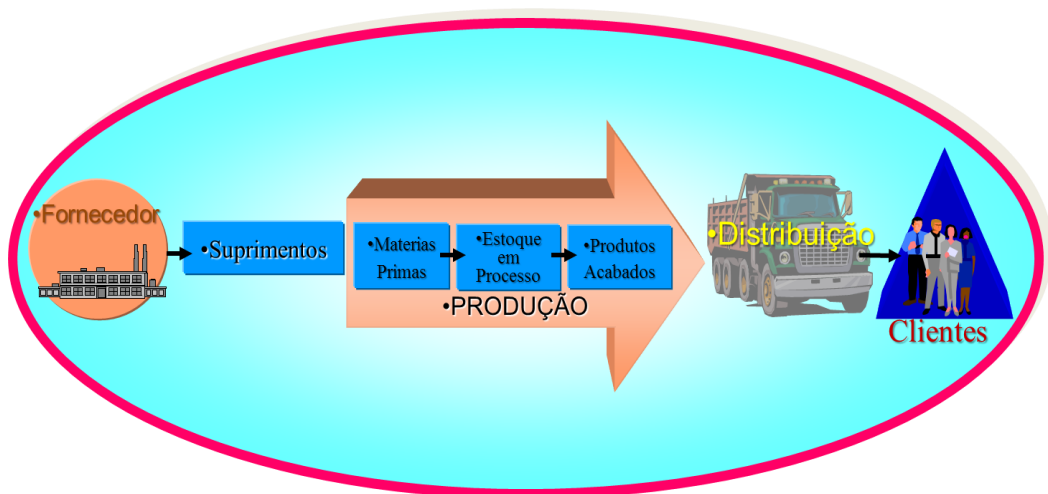 •Fornecedor
•Suprimentos
•Materias
Primas
•Estoque
em
Processo
•Produtos
Acabados
•PRODUÇÃO
•Distribuição
Clientes